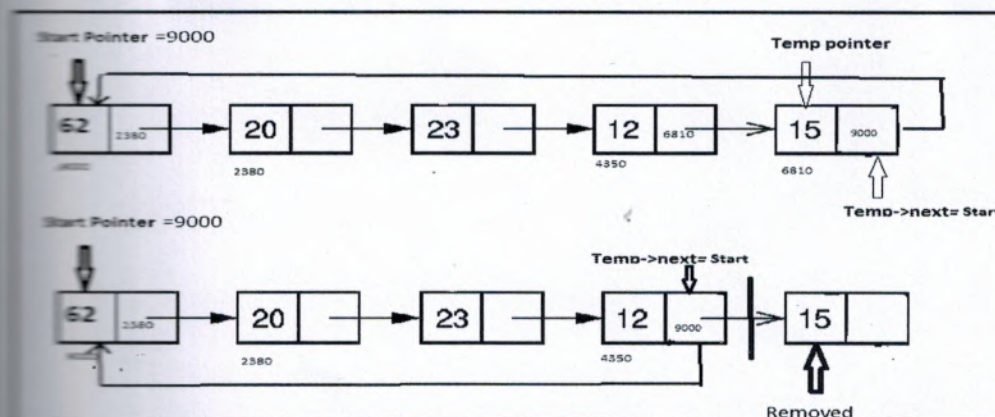 Start Pointer =9000
Temp pointer
62 2380 20 23 12 6810 15 9000
2380 4350 6810
Temp->next= Start
Start Pointer =9000
Temp->next= Start
62 2380 20 23 12 9000 15
2380 4350
Removed